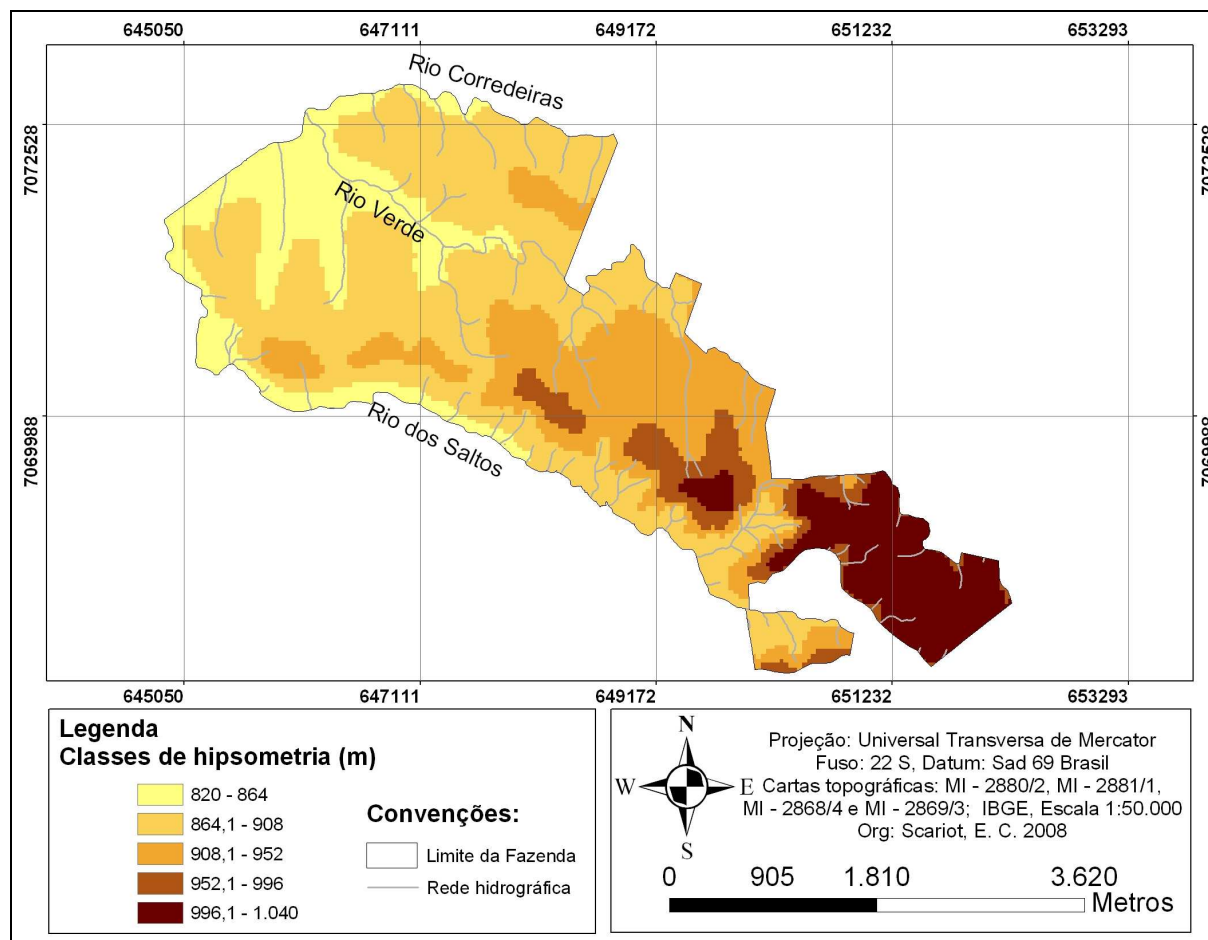 645050 647111 649172 651232 653293
Rio Corredeiras
7072528 7072528
Rio Verde
Rio dos Saltos
7069988 7069988
645050 647111 649172 651232 653293
Legenda
Classes de hipsometria (m)
820 - 864
864,1 - 908
908,1 - 952
952,1 - 996
996,1 - 1.040
Convenções:
Limite da Fazenda
Rede hidrográfica
N
W E
S
Projeção: Universal Transversa de Mercator
Fuso: 22 S, Datum: Sad 69 Brasil
Cartas topográficas: MI - 2880/2, MI - 2881/1,
MI - 2868/4 e MI - 2869/3; IBGE, Escala 1:50.000
Org: Scariot, E. C. 2008
0 905 1.810 3.620
Metros